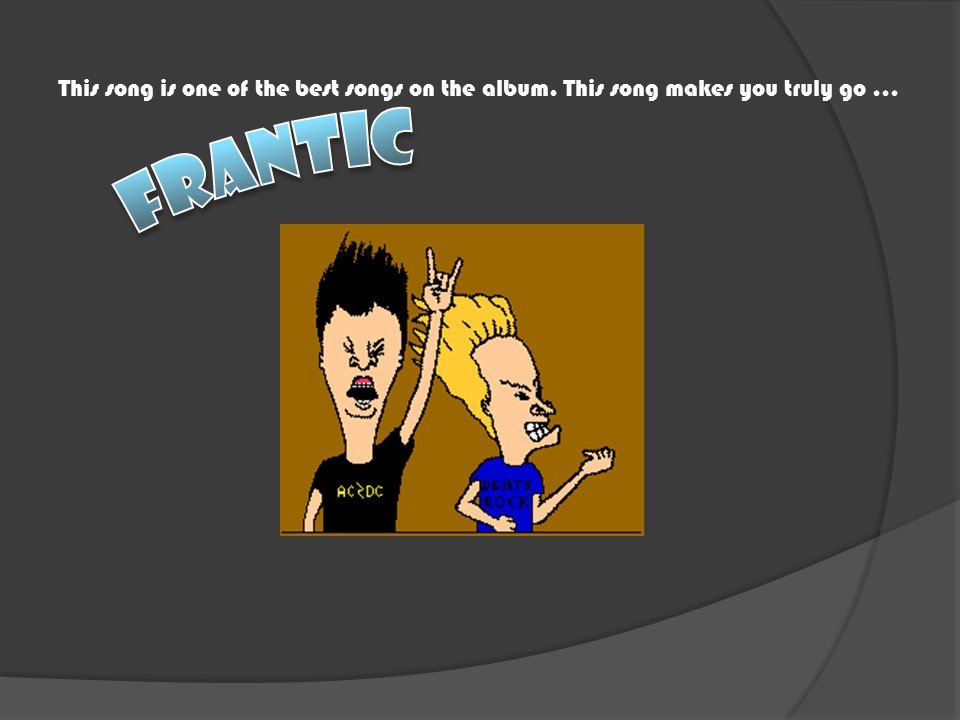 This song is one of the best songs on the album. This song makes you truly go ...
FRANTIC
AC⚡DC
DEATH
ROCK